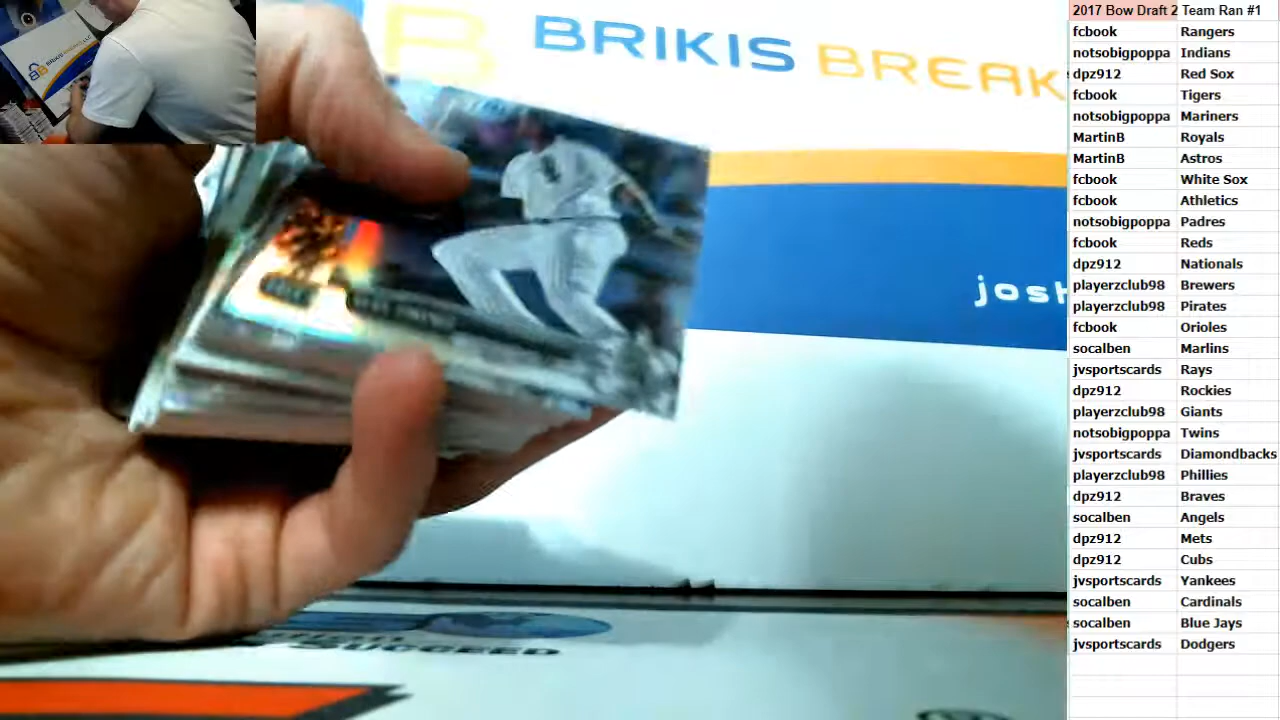 BRIKIS BREAK
josh
SUCCEED
2017 Bow Draft 2 Team Ran #1
fcbook Rangers
notsobigpoppa Indians
dpz912 Red Sox
fcbook Tigers
notsobigpoppa Mariners
MartinB Royals
MartinB Astros
fcbook White Sox
fcbook Athletics
notsobigpoppa Padres
fcbook Reds
dpz912 Nationals
playerzclub98 Brewers
playerzclub98 Pirates
fcbook Orioles
socalben Marlins
jvsportscards Rays
dpz912 Rockies
playerzclub98 Giants
notsobigpoppa Twins
jvsportscards Diamondbacks
playerzclub98 Phillies
dpz912 Braves
socalben Angels
dpz912 Mets
dpz912 Cubs
jvsportscards Yankees
socalben Cardinals
socalben Blue Jays
jvsportscards Dodgers